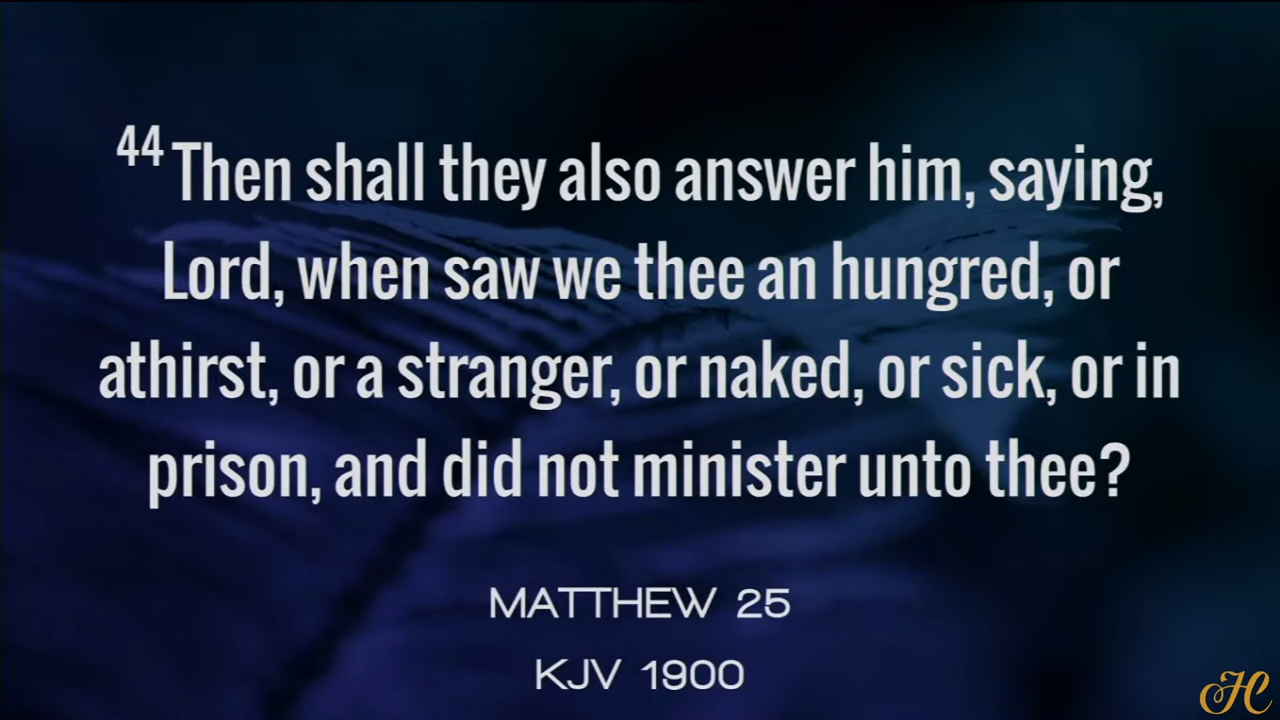 44 Then shall they also answer him, saying,
Lord, when saw we thee an hungred, or
athirst, or a stranger, or naked, or sick, or in
prison, and did not minister unto thee?
MATTHEW 25
KJV 1900
HC